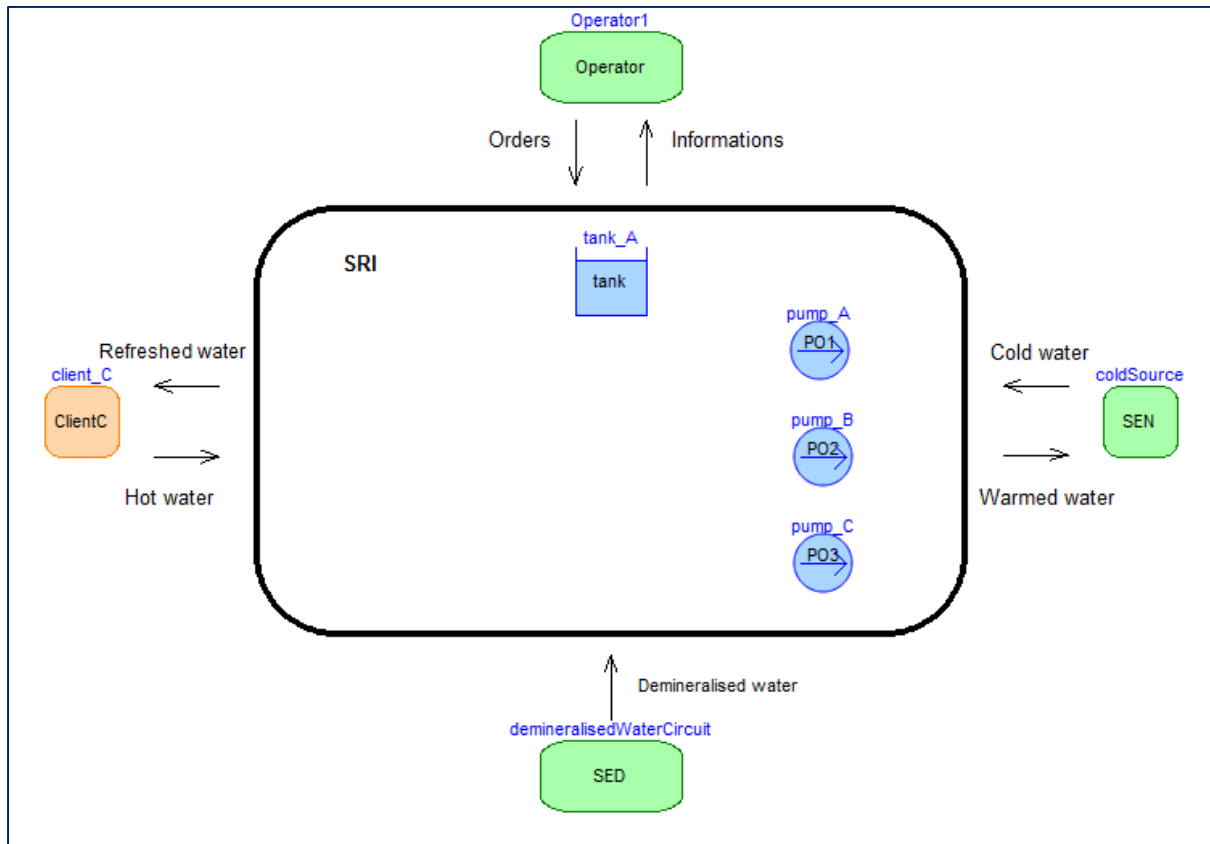 Operator1
Operator
Orders
Informations
tank_A
SRI
tank
pump_A
PO1
Refreshed water
Cold water
client_C
coldSource
ClientC
pump_B
SEN
PO2
Hot water
Warmed water
pump_C
PO3
Demineralised water
demineralisedWaterCircuit
SED